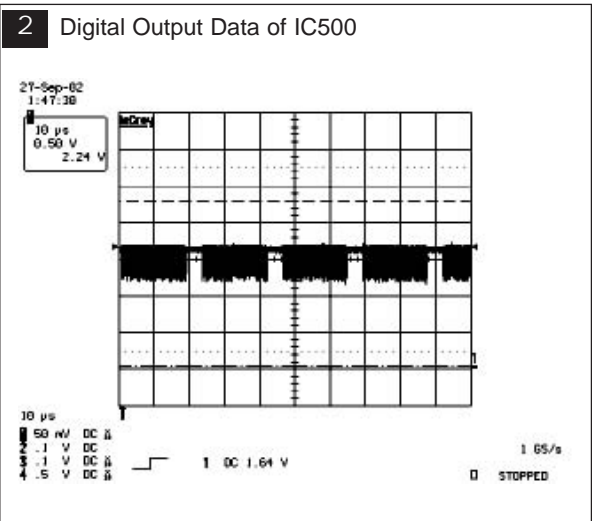 2 Digital Output Data of IC500
27-Sep-02
1:47:38
LeCroy
10 µs
0.50 V
2.24 V
1
10 µs
1 50 mV DC
2 .1 V DC
3 .1 V DC
4 .5 V DC
1 DC 1.64 V
1 GS/s
STOPPED